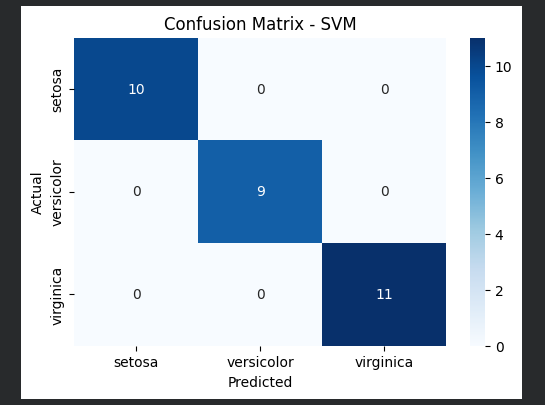 Confusion Matrix - SVM
Actual
setosa
10 0 0
versicolor
0 9 0
virginica
0 0 11
setosa versicolor virginica
Predicted
10
8
6
4
2
0